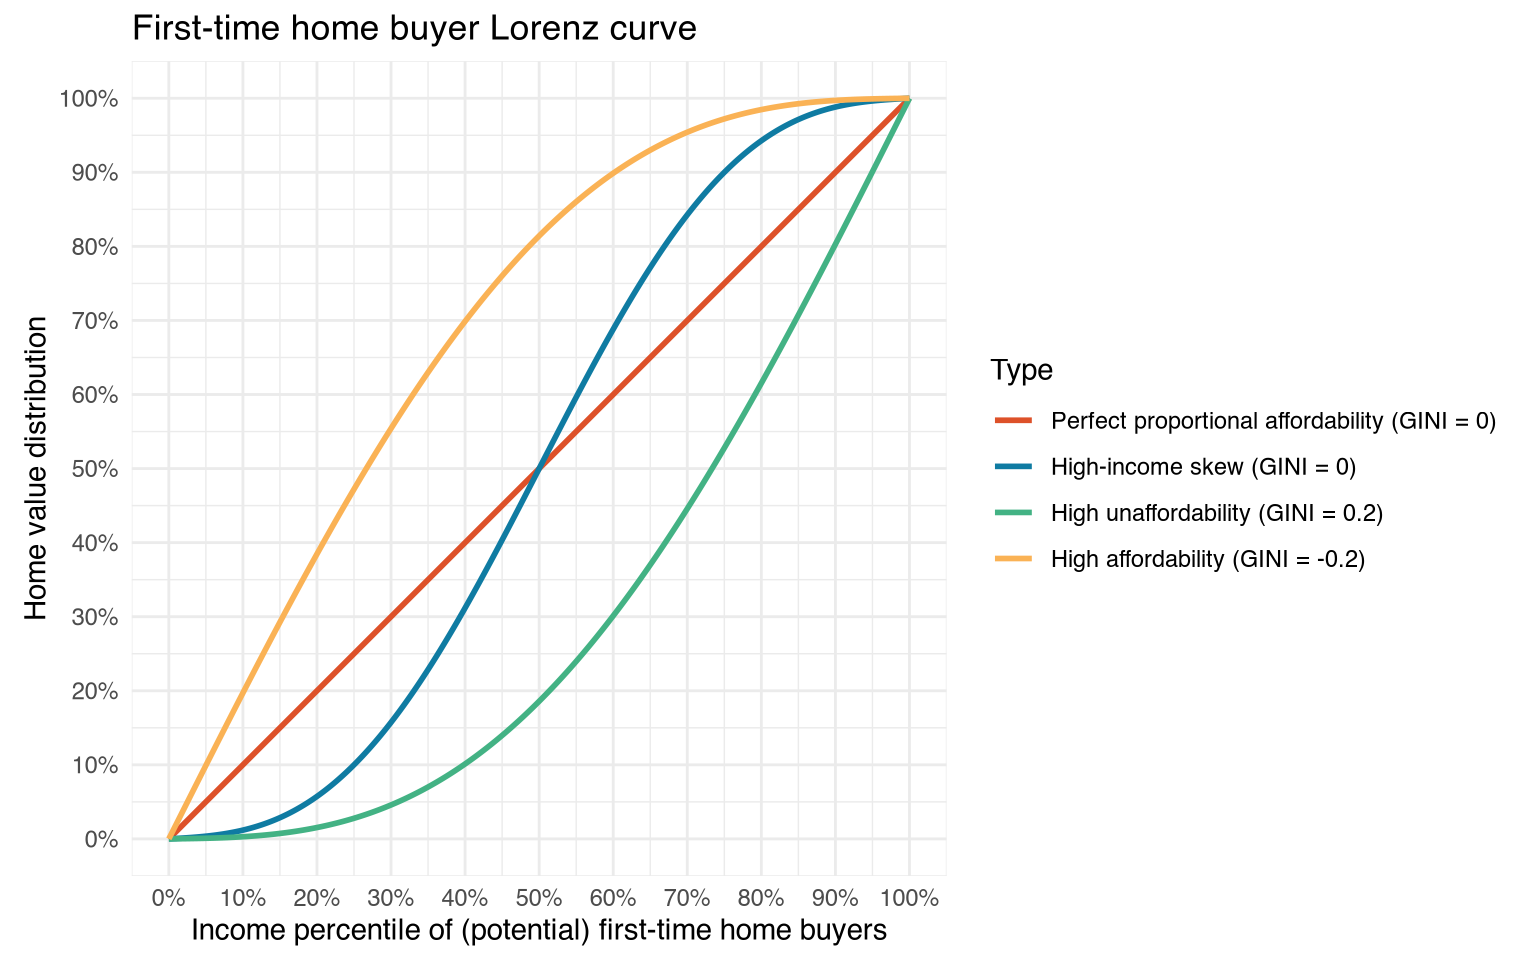 First-time home buyer Lorenz curve
Home value distribution
100%
90%
80%
70%
60%
50%
40%
30%
20%
10%
0%
0% 10% 20% 30% 40% 50% 60% 70% 80% 90% 100%
Income percentile of (potential) first-time home buyers
Type
Perfect proportional affordability (GINI = 0)
High-income skew (GINI = 0)
High unaffordability (GINI = 0.2)
High affordability (GINI = -0.2)